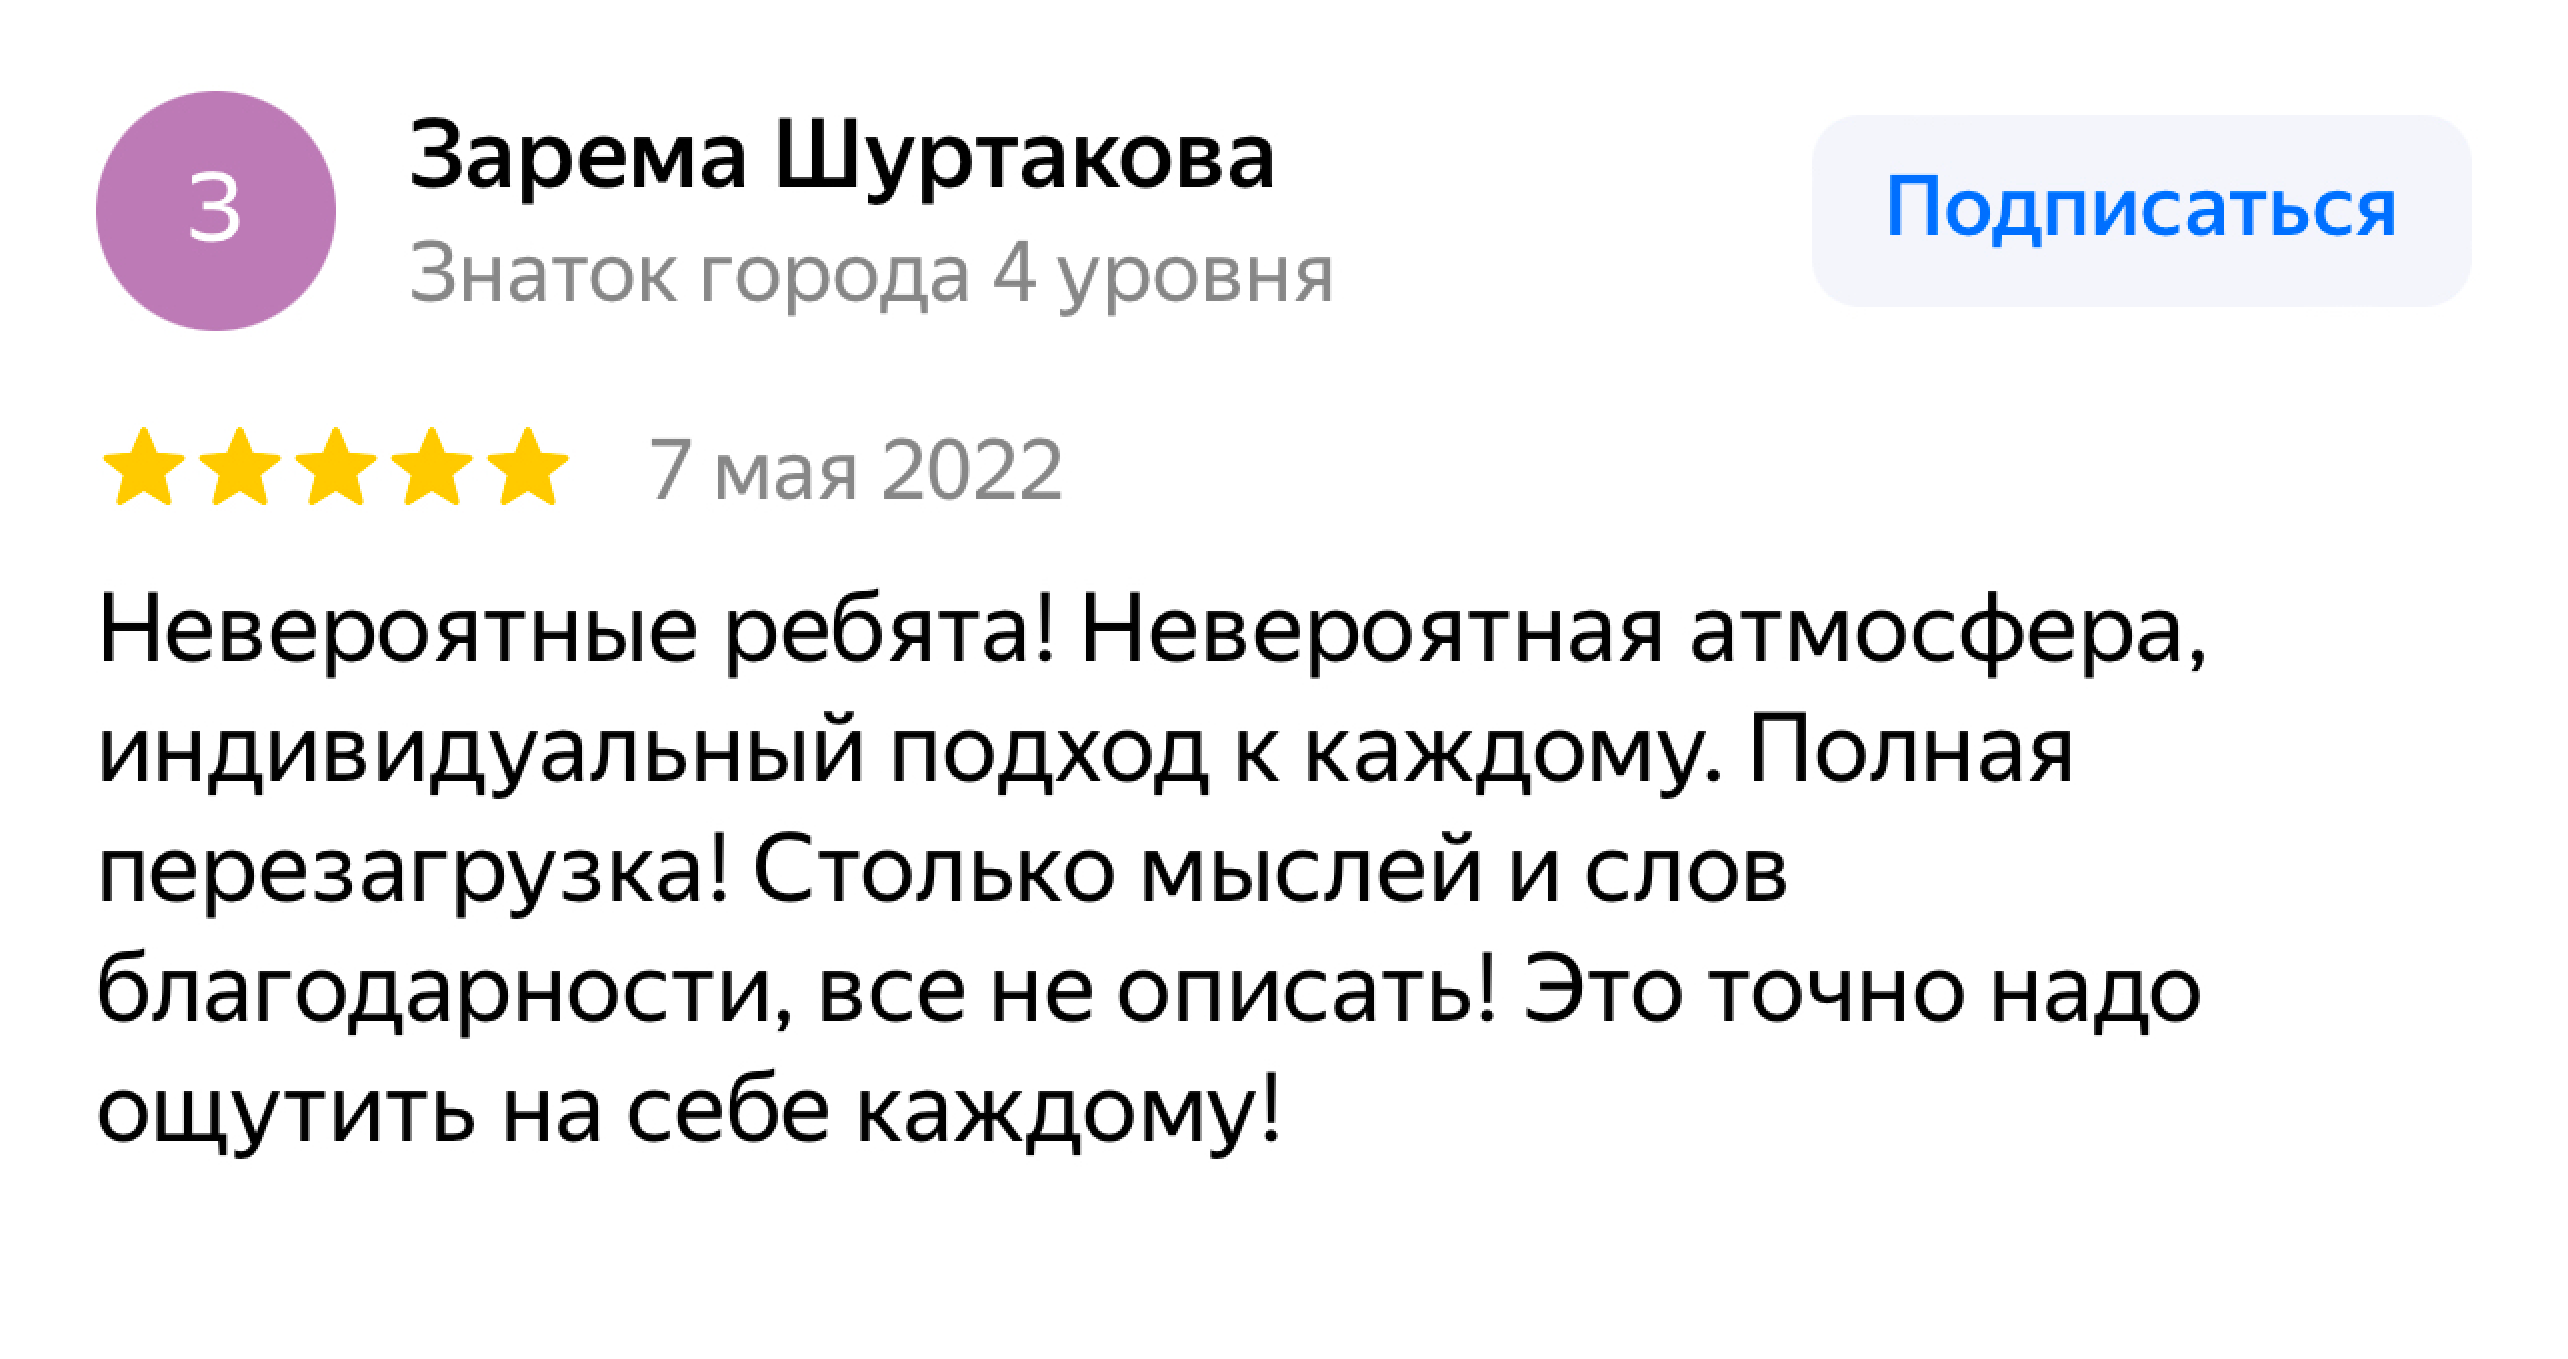 З
Зарема Шуртакова
Знаток города 4 уровня
Подписаться
7 мая 2022
Невероятные ребята! Невероятная атмосфера,
индивидуальный подход к каждому. Полная
перезагрузка! Столько мыслей и слов
благодарности, все не описать! Это точно надо
ощутить на себе каждому!